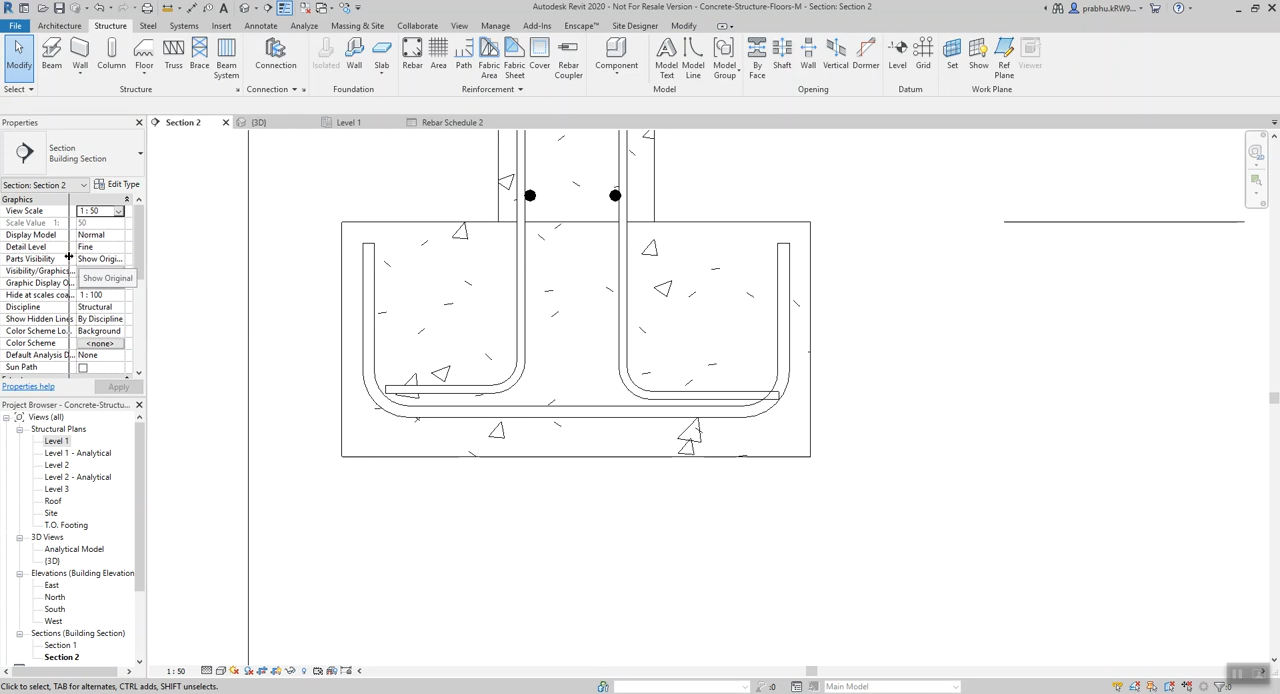 Autodesk Revit 2020 - Not For Resale Version - Concrete-Structure-Floors-M - Section: Section 2
prabhu.kRW9...
File Architecture Structure Steel Systems Insert Annotate Analyze Massing & Site Collaborate View Manage Add-Ins Enscape™ Site Designer Modify
Modify Beam Wall Column Floor Truss Brace Beam System Connection Isolated Wall Slab Rebar Area Path Fabric Area Fabric Sheet Cover Rebar Coupler Component Model Text Model Line Model Group By Face Shaft Wall Vertical Dormer Level Grid Set Show Ref Plane Viewer
Select Structure Connection Foundation Reinforcement Model Opening Datum Work Plane
Properties
Section 2 {3D} Level 1 Rebar Schedule 2
Section
Building Section
Section: Section 2 Edit Type
Graphics
View Scale 1 : 50
Scale Value 1: 50
Display Model Normal
Detail Level Fine
Parts Visibility Show Origi...
Visibility/Graphics...
Show Original
Graphic Display O...
Hide at scales coa... 1 : 100
Discipline Structural
Show Hidden Lines By Discipline
Color Scheme Lo... Background
Color Scheme <none>
Default Analysis D... None
Sun Path
Properties help Apply
Project Browser - Concrete-Structu...
Views (all)
Structural Plans
Level 1
Level 1 - Analytical
Level 2
Level 2 - Analytical
Level 3
Roof
Site
T.O. Footing
3D Views
Analytical Model
{3D}
Elevations (Building Elevation
East
North
South
West
Sections (Building Section)
Section 1
Section 2
1 : 50
Click to select, TAB for alternates, CTRL adds, SHIFT unselects.
:0
Main Model
:0